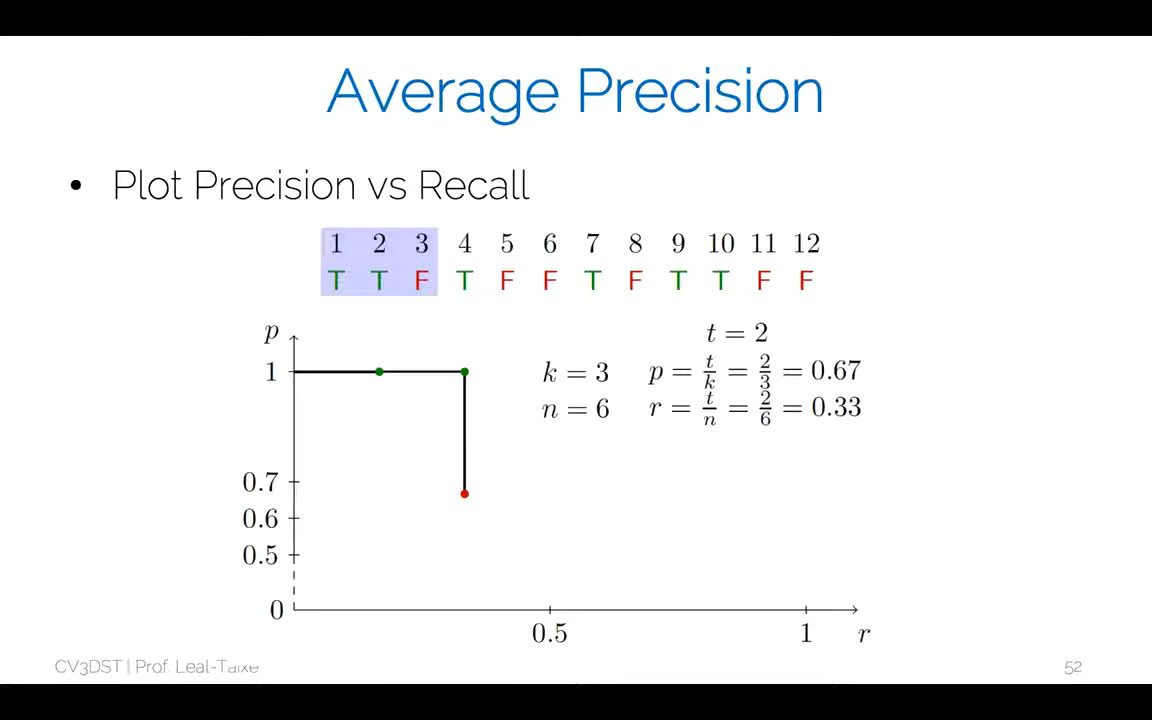 Average Precision
• Plot Precision vs Recall
1 2 3 4 5 6 7 8 9 10 11 12
T T F T F F T F T T F F
p
t = 2
1
k = 3
p = t/k = 2/3 = 0.67
n = 6
r = t/n = 2/6 = 0.33
0.7
0.6
0.5
0
0.5
1
r
CV3DST | Prof. Leal-Taixé
52